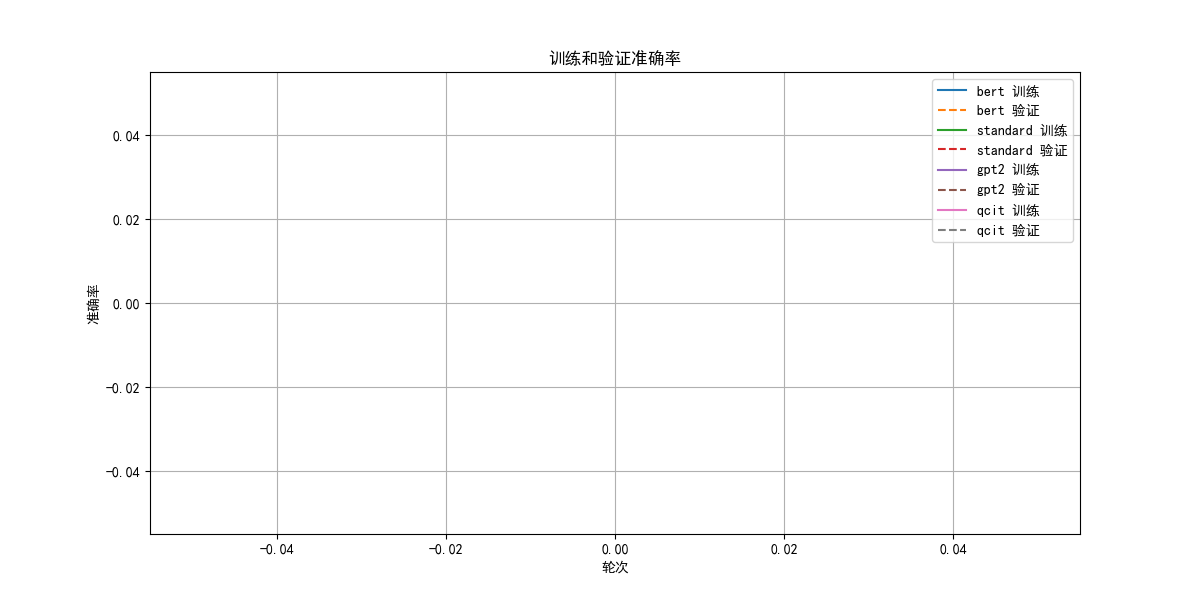 训练和验证准确率
bert 训练
bert 验证
standard 训练
standard 验证
gpt2 训练
gpt2 验证
qcit 训练
qcit 验证
0.04
0.02
0.00
-0.02
-0.04
准确率
-0.04
-0.02
0.00
0.02
0.04
轮次